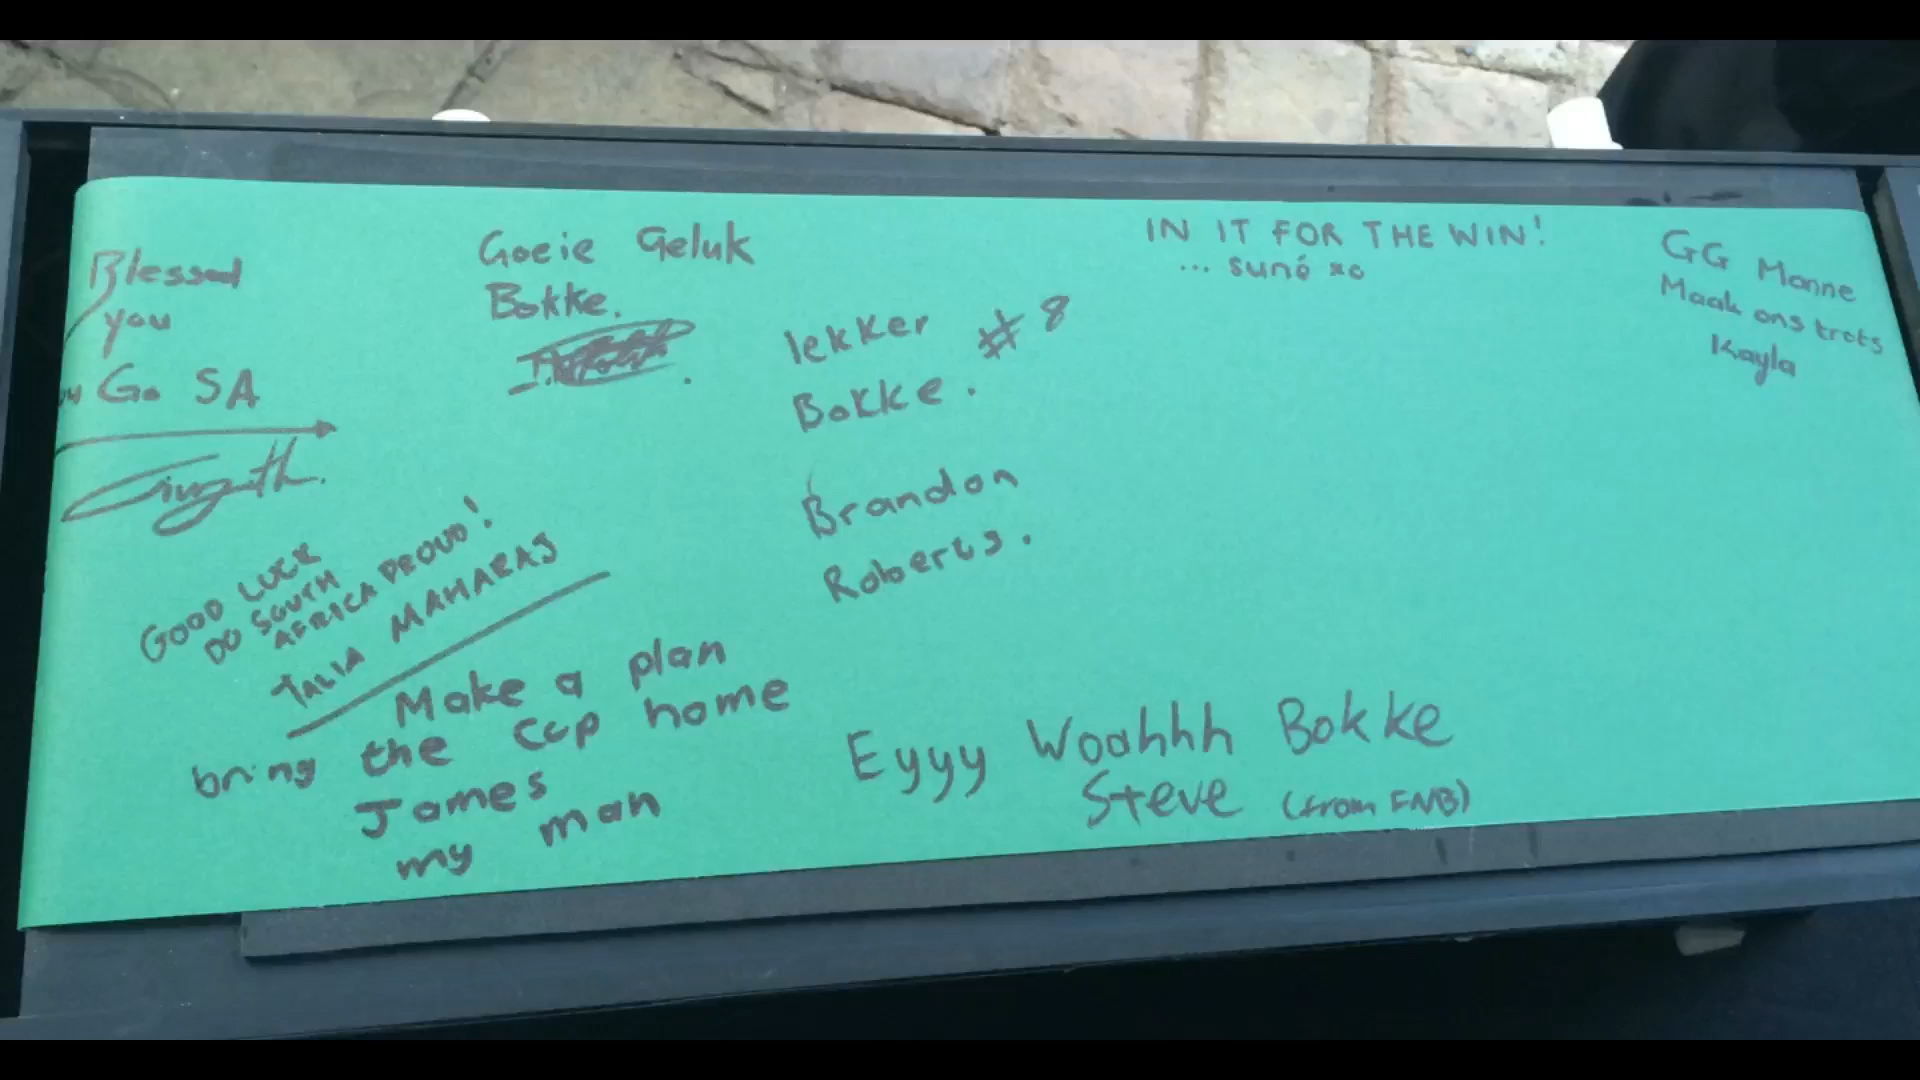 Blessed
you
Go SA
GOOD LUCK
DO SOUTH
AFRICA PROUD!
TALIA MAHARAJ
Make a plan
bring the cup home
James
my man
Goeie Geluk
Bokke.
lekker #8
Bokke.
Brandon
Roberts.
Eyyy Woahhh Bokke
Steve (from FNB)
IN IT FOR THE WIN!
... suné xo
GG Manne
Maak ons trots
Kayla